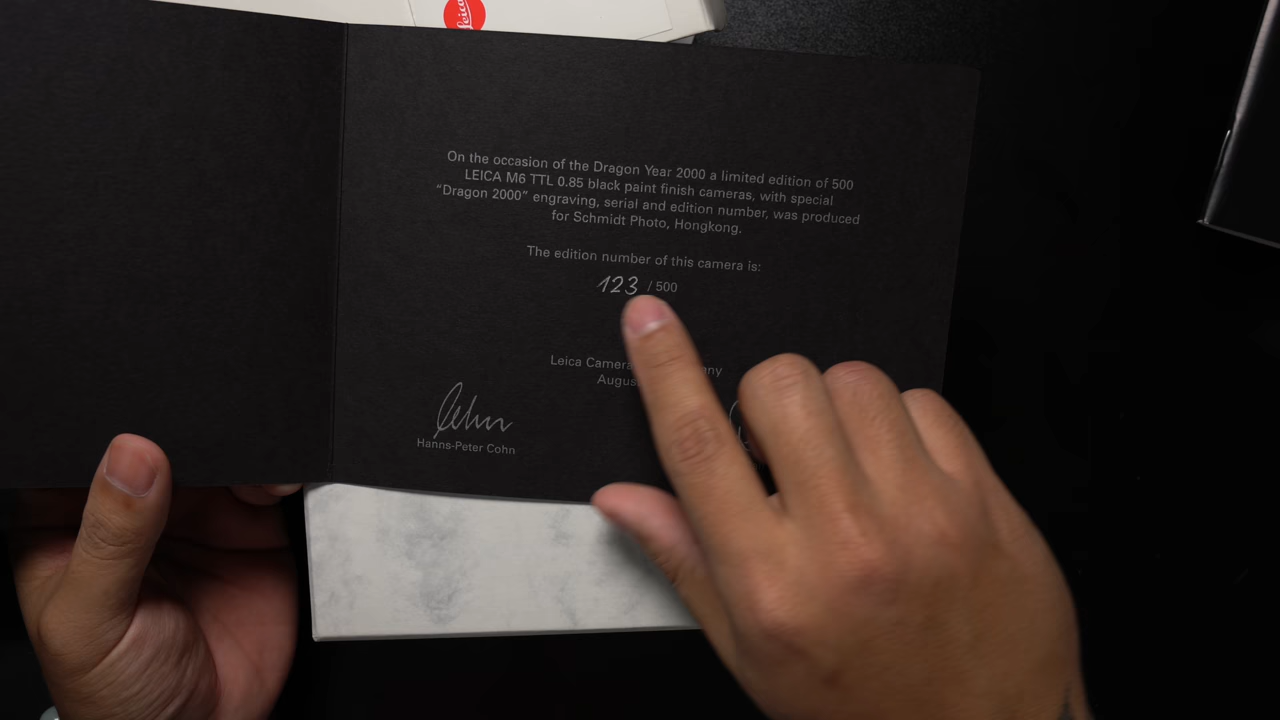 Leica
On the occasion of the Dragon Year 2000 a limited edition of 500
LEICA M6 TTL 0.85 black paint finish cameras, with special
“Dragon 2000” engraving, serial and edition number, was produced
for Schmidt Photo, Hongkong.
The edition number of this camera is:
123 / 500
Leica Camera
August
Cohn
Hanns-Peter Cohn